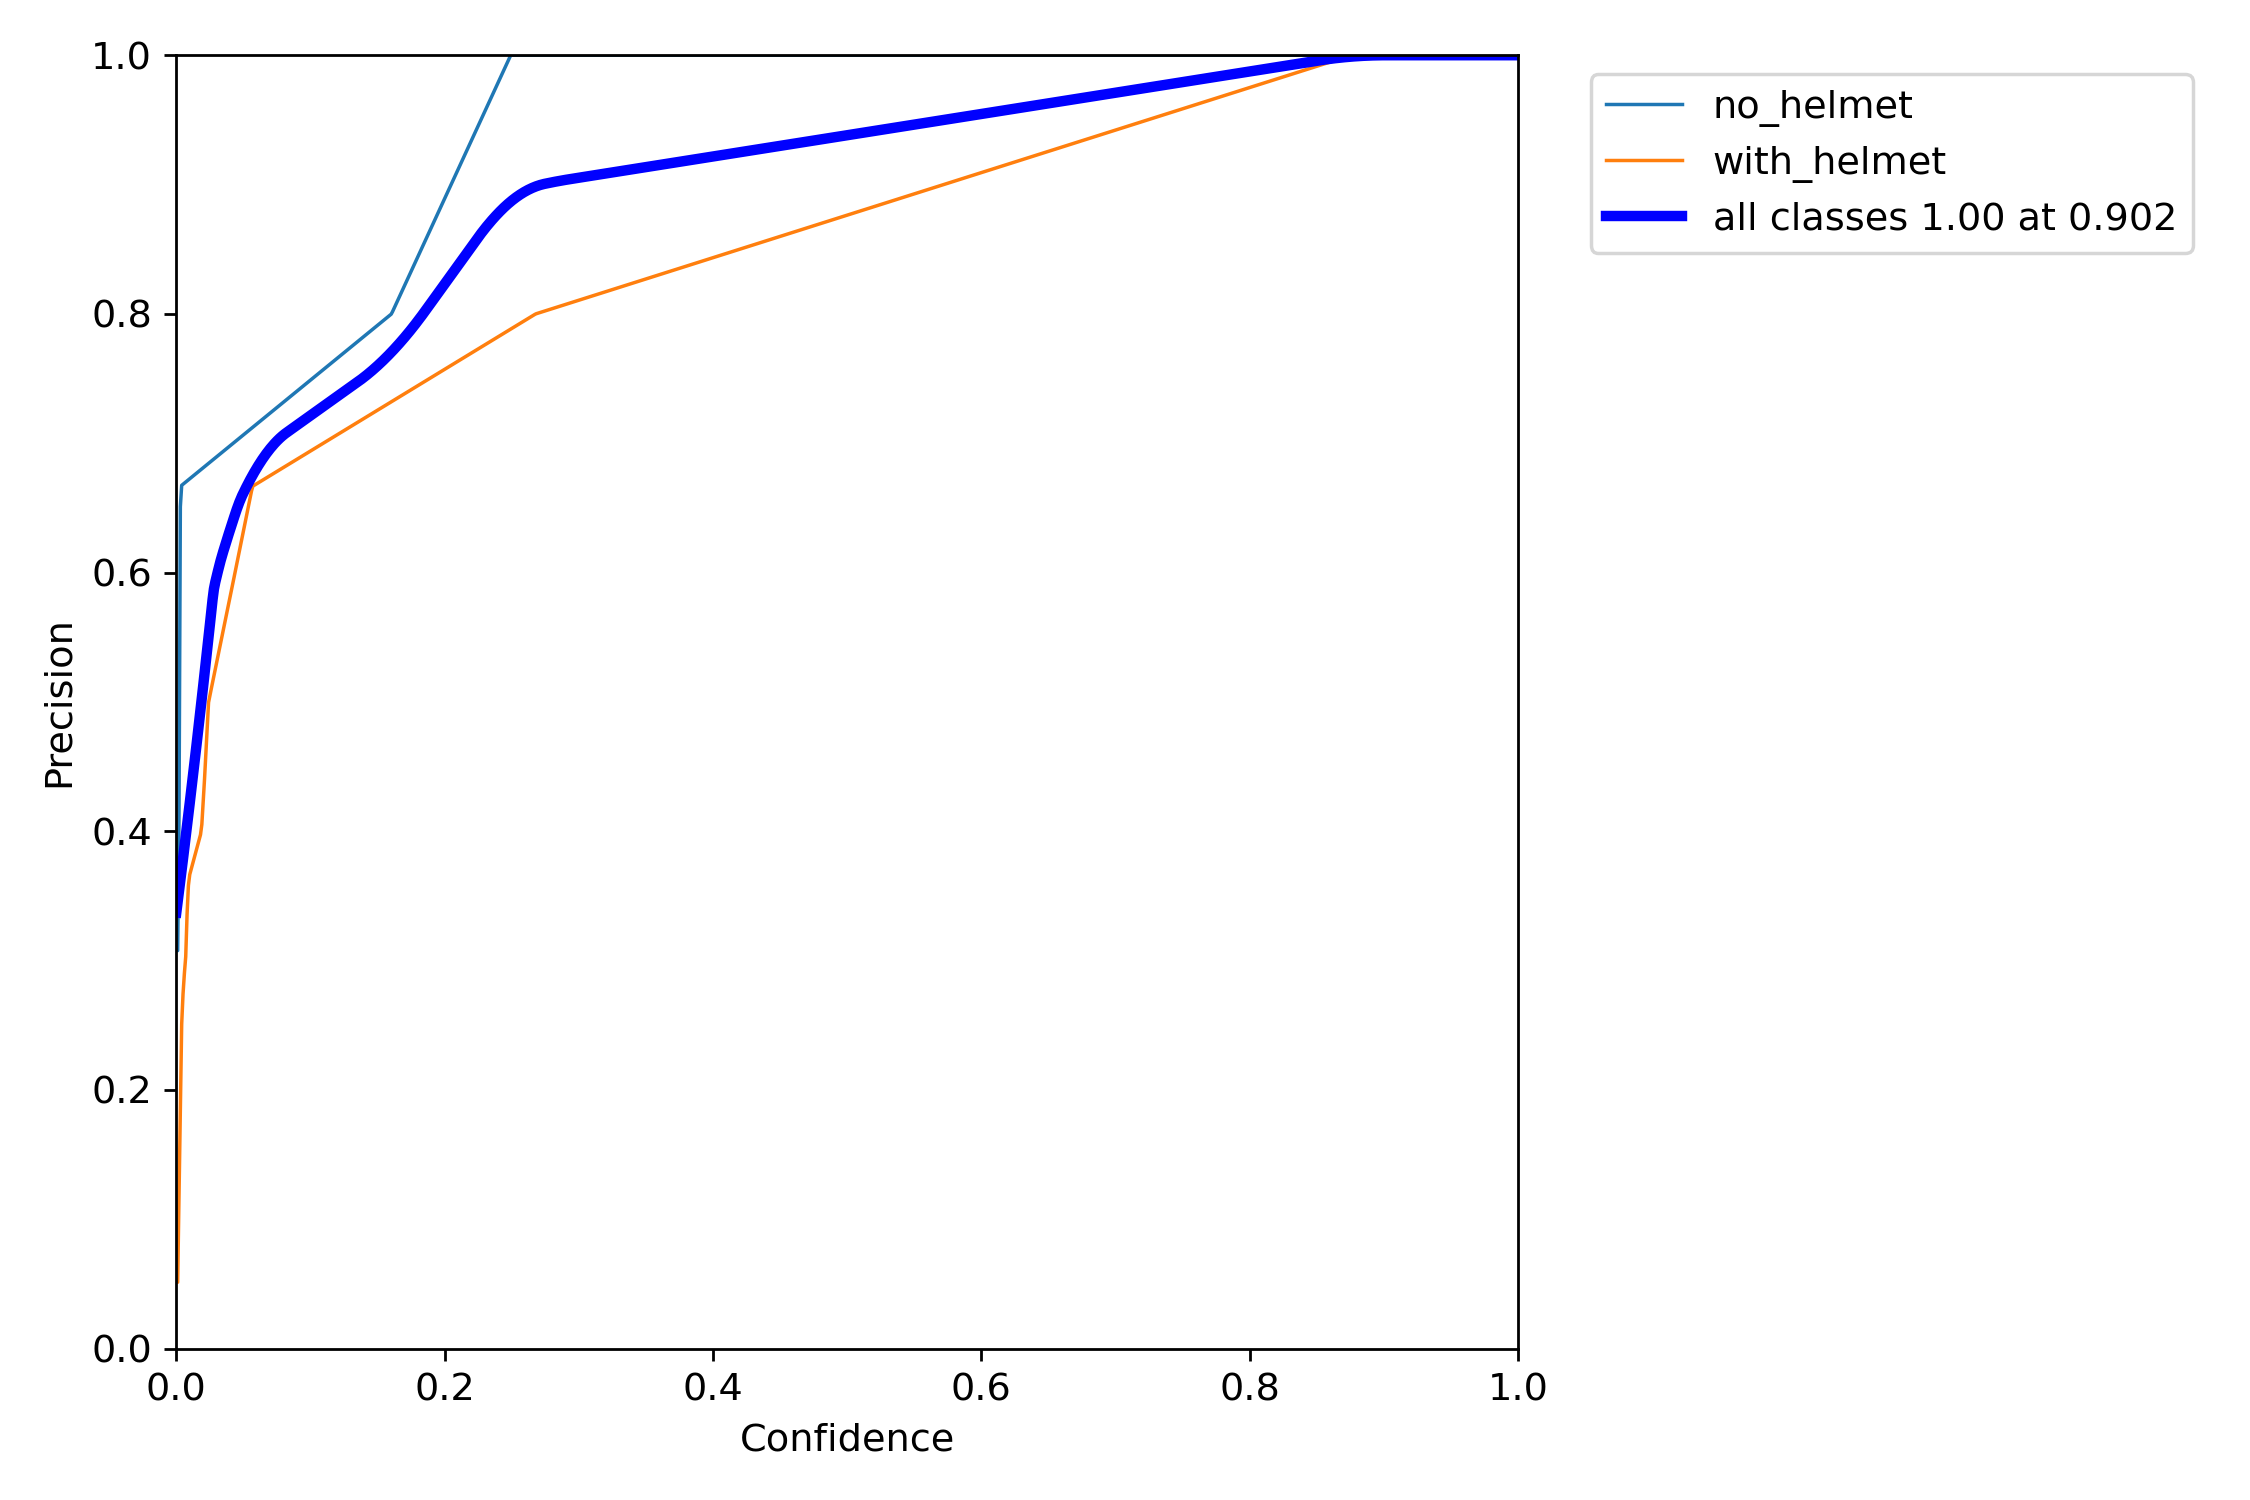 1.0
0.8
0.6
0.4
0.2
0.0
Precision
0.0 0.2 0.4 0.6 0.8 1.0
Confidence
no_helmet
with_helmet
all classes 1.00 at 0.902